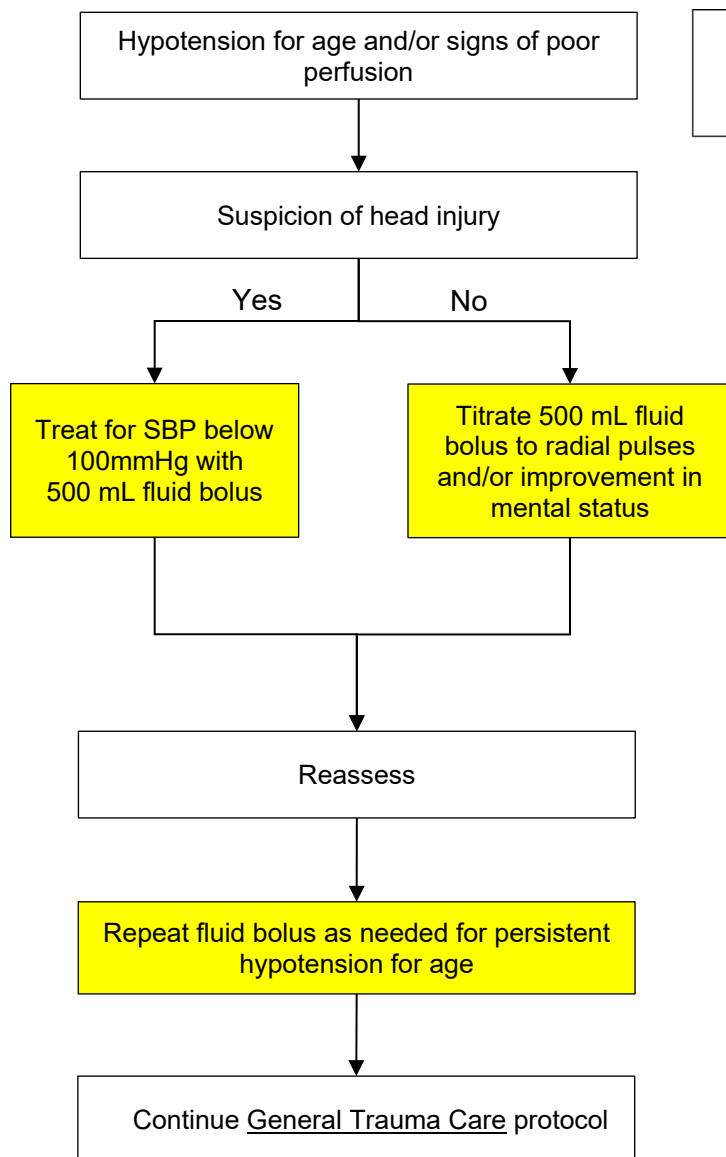 Hypotension for age and/or signs of poor
perfusion
Suspicion of head injury
Yes
No
Treat for SBP below
100mmHg with
500 mL fluid bolus
Titrate 500 mL fluid
bolus to radial pulses
and/or improvement in
mental status
Reassess
Repeat fluid bolus as needed for persistent
hypotension for age
Continue General Trauma Care protocol